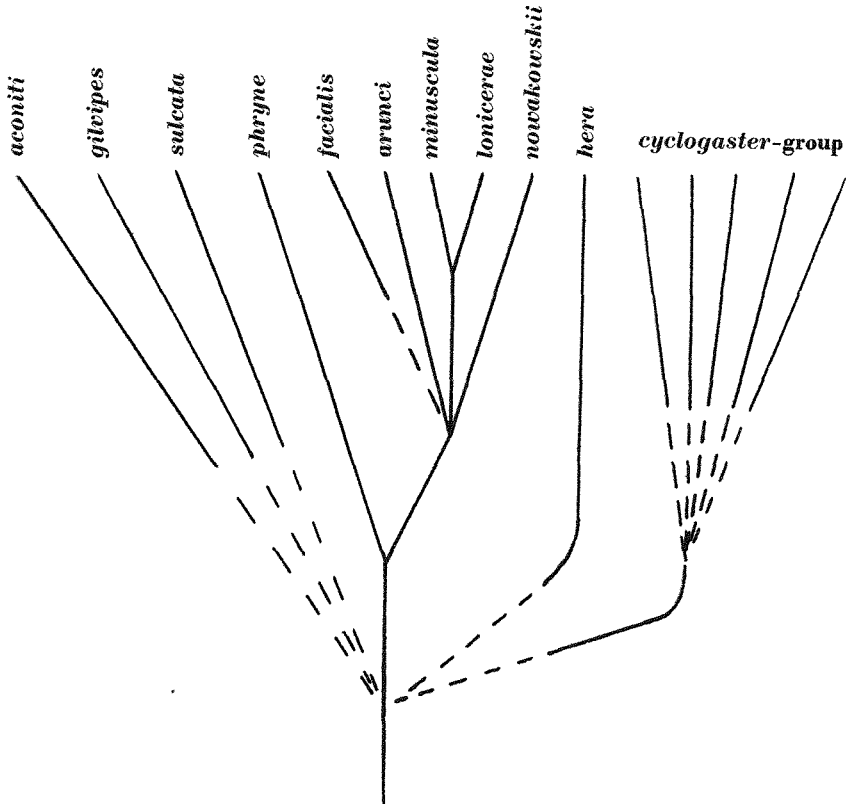 aconiti
gilvipes
sulcata
phryne
facialis
arunci
minuscula
lonicerae
nowakowskii
hera
cyclogaster-group